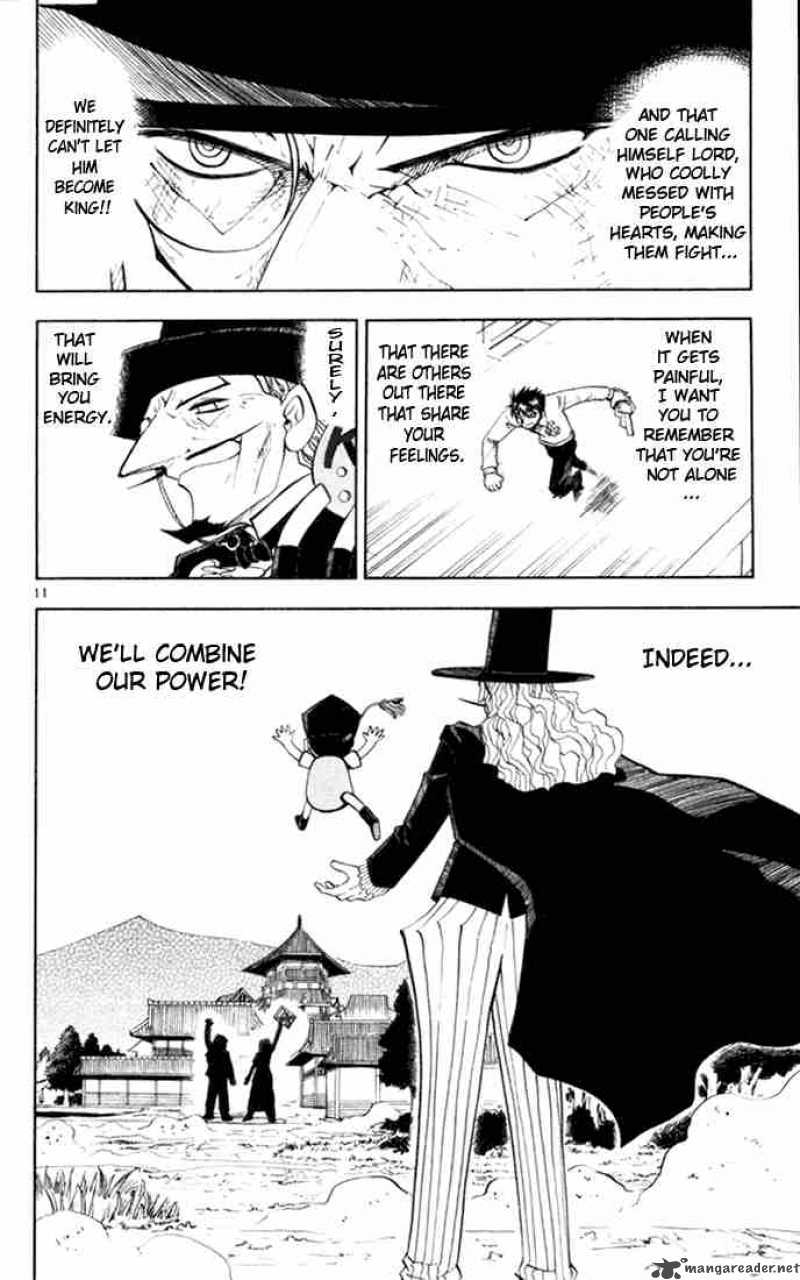 AND THAT
ONE CALLING
HIMSELF LORD,
WHO COOLLY
MESSED WITH
PEOPLE'S
HEARTS, MAKING
THEM FIGHT...
WE
DEFINITELY
CAN'T LET
HIM
BECOME
KING!!
WHEN
IT GETS
PAINFUL,
I WANT
YOU TO
REMEMBER
THAT YOU'RE
NOT ALONE
...
THAT THERE
ARE OTHERS
OUT THERE
THAT SHARE
YOUR
FEELINGS.
SURELY,
THAT
WILL
BRING
YOU
ENERGY.
11
INDEED...
WE'LL COMBINE
OUR POWER!
mangareader.net